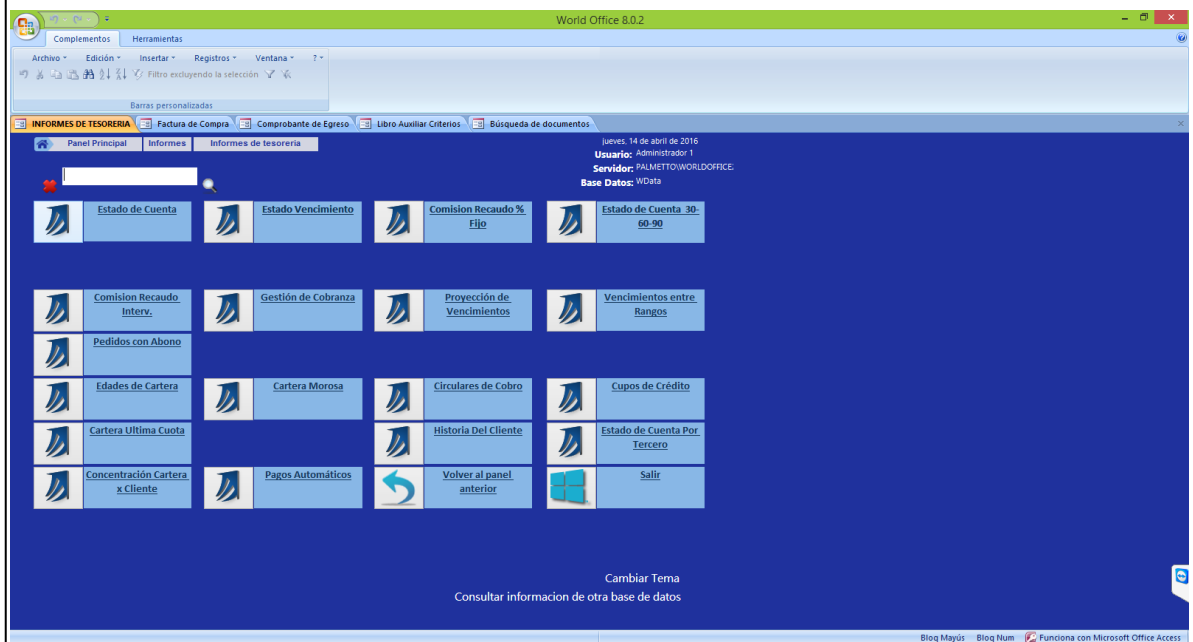 World Office 8.0.2
Complementos Herramientas
Archivo Edición Insertar Registros Ventana ?
Filtro excluyendo la selección
Barras personalizadas
INFORMES DE TESORERIA Factura de Compra Comprobante de Egreso Libro Auxiliar Criterios Búsqueda de documentos
Panel Principal Informes Informes de tesoreria
jueves, 14 de abril de 2016
Usuario: Administrador 1
Servidor: PALMETTO\WORLDOFFICE:
Base Datos: WData
Estado de Cuenta
Estado Vencimiento
Comision Recaudo %
Fijo
Estado de Cuenta 30-
60-90
Comision Recaudo
Interv.
Gestión de Cobranza
Proyección de
Vencimientos
Vencimientos entre
Rangos
Pedidos con Abono
Edades de Cartera
Cartera Morosa
Circulares de Cobro
Cupos de Crédito
Cartera Ultima Cuota
Historia Del Cliente
Estado de Cuenta Por
Tercero
Concentración Cartera
x Cliente
Pagos Automáticos
Volver al panel
anterior
Salir
Cambiar Tema
Consultar informacion de otra base de datos
Bloq Mayús Bloq Num Funciona con Microsoft Office Access